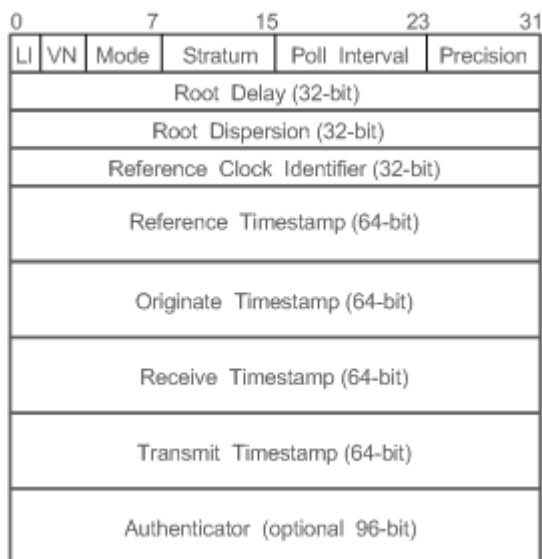 0 7 15 23 31
LI VN Mode Stratum Poll Interval Precision
Root Delay (32-bit)
Root Dispersion (32-bit)
Reference Clock Identifier (32-bit)
Reference Timestamp (64-bit)
Originate Timestamp (64-bit)
Receive Timestamp (64-bit)
Transmit Timestamp (64-bit)
Authenticator (optional 96-bit)